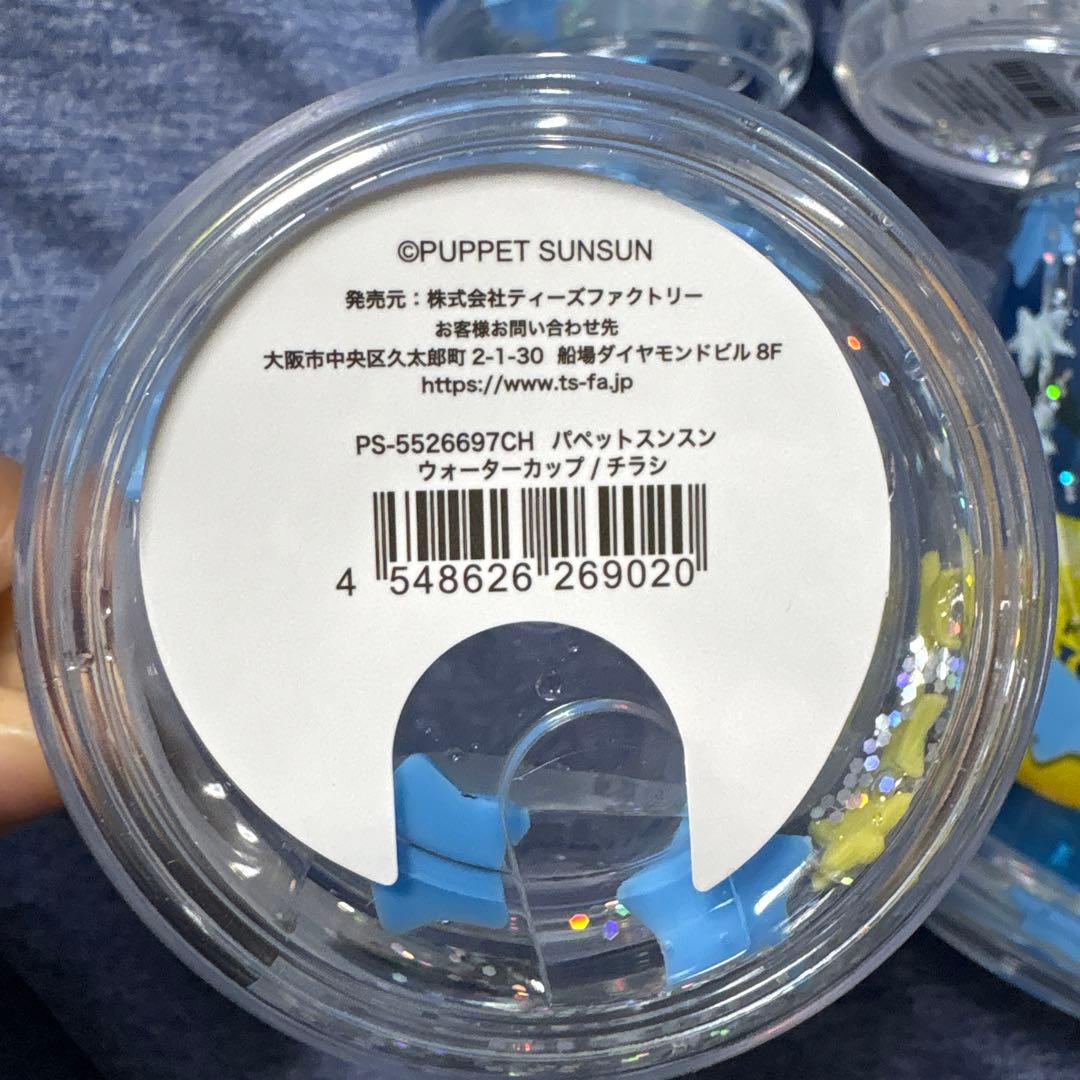 ©PUPPET SUNSUN
発売元：株式会社ティーズファクトリー
お客様お問い合わせ先
大阪市中央区久太郎町2-1-30 船場ダイヤモンドビル8F
https://www.ts-fa.jp
PS-5526697CH パペットスンスン
ウォーターカップ/チラシ
4 548626 269020